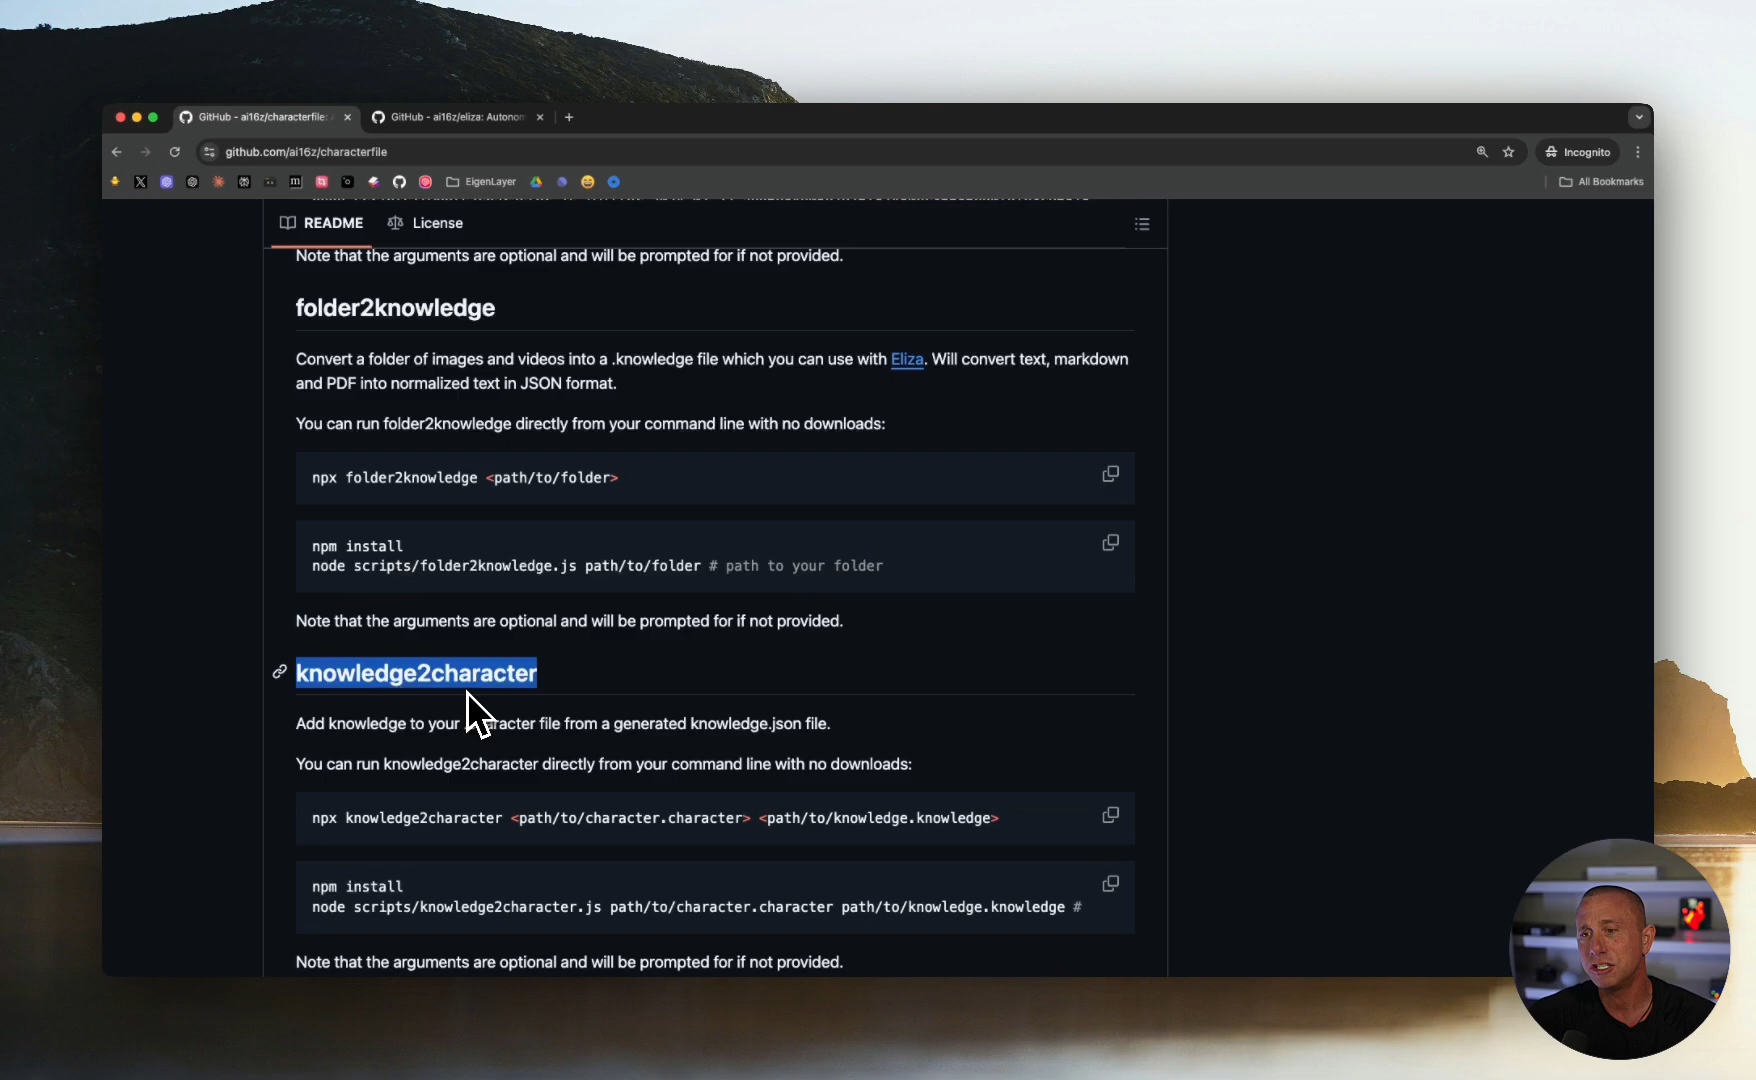 GitHub - ai16z/characterfile:
GitHub - ai16z/eliza: Autonom
github.com/ai16z/characterfile
Incognito
EigenLayer
All Bookmarks
README
License
Note that the arguments are optional and will be prompted for if not provided.
folder2knowledge
Convert a folder of images and videos into a .knowledge file which you can use with Eliza. Will convert text, markdown
and PDF into normalized text in JSON format.
You can run folder2knowledge directly from your command line with no downloads:
npx folder2knowledge <path/to/folder>
npm install
node scripts/folder2knowledge.js path/to/folder # path to your folder
Note that the arguments are optional and will be prompted for if not provided.
knowledge2character
Add knowledge to your character file from a generated knowledge.json file.
You can run knowledge2character directly from your command line with no downloads:
npx knowledge2character <path/to/character.character> <path/to/knowledge.knowledge>
npm install
node scripts/knowledge2character.js path/to/character.character path/to/knowledge.knowledge #
Note that the arguments are optional and will be prompted for if not provided.